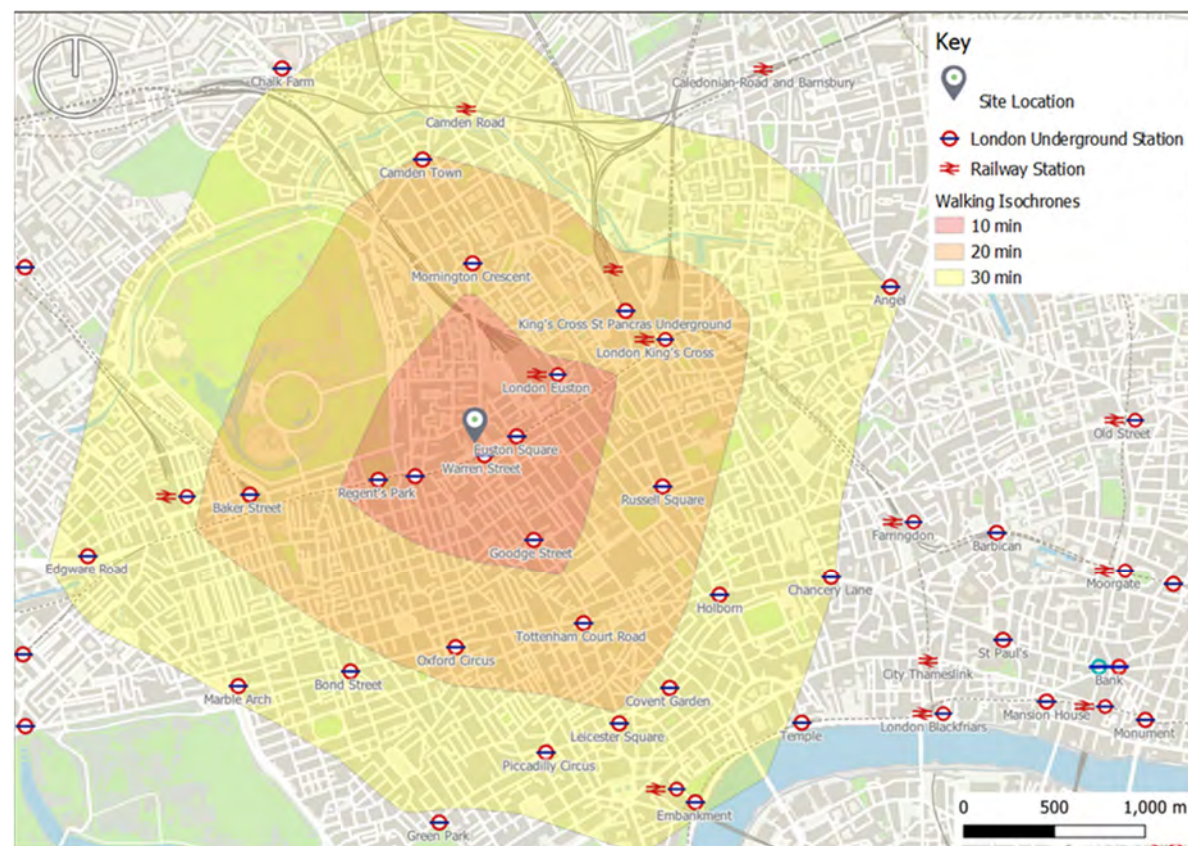 Chalk Farm
Caledonian Road and Barnsbury
Camden Road
Camden Town
Mornington Crescent
Angel
King's Cross St Pancras Underground
London King's Cross
London Euston
Old Street
Euston Square
Warren Street
Regent's Park
Russell Square
Baker Street
Farringdon
Barbican
Goodge Street
Edgware Road
Moorgate
Chancery Lane
Holborn
Tottenham Court Road
St Paul's
Oxford Circus
City Thameslink
Bank
Bond Street
Marble Arch
Covent Garden
Mansion House
Leicester Square
Temple
London Blackfriars
Monument
Piccadilly Circus
Embankment
Green Park
Key
Site Location
London Underground Station
Railway Station
Walking Isochrones
10 min
20 min
30 min
0 500 1,000 m